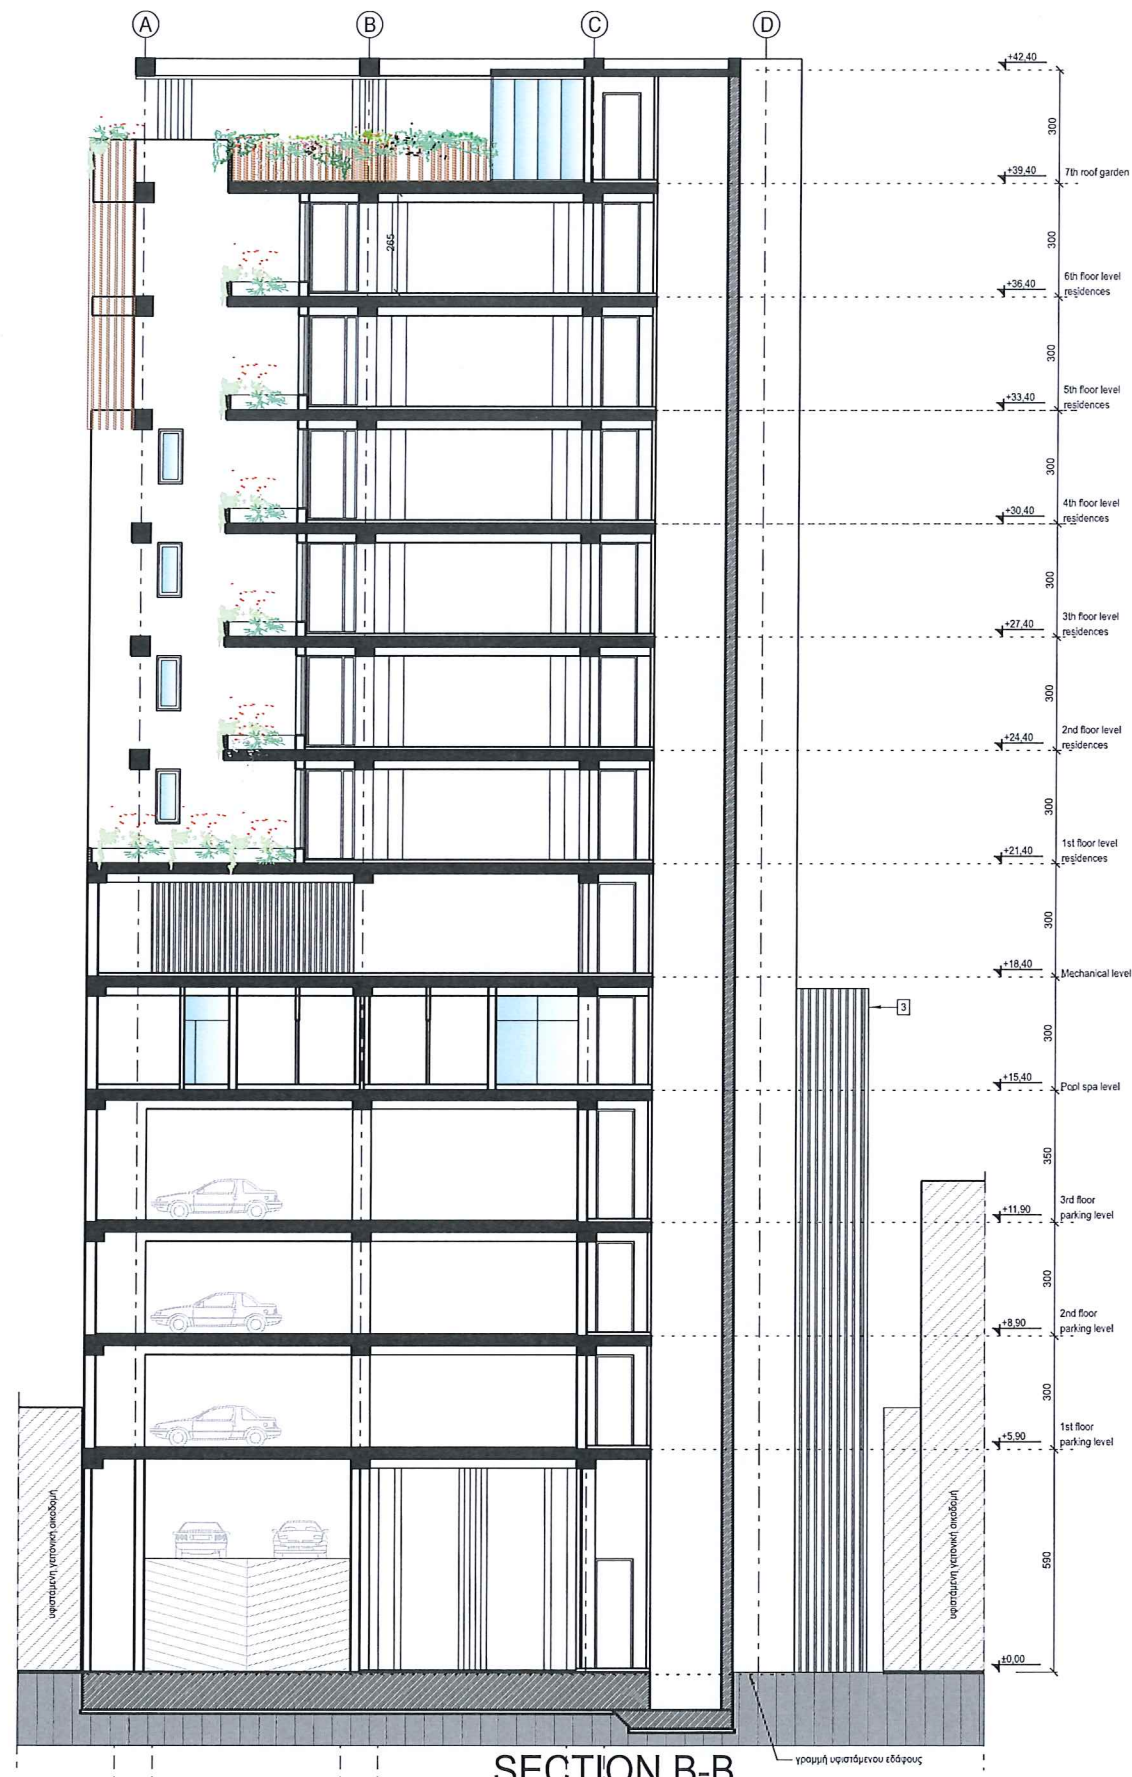 A B C D
+42,40
300
+39,40
7th roof garden
300
265
6th floor level
+36,40
residences
300
5th floor level
+33,40
residences
300
4th floor level
+30,40
residences
300
3th floor level
+27,40
residences
300
2nd floor level
+24,40
residences
300
1st floor level
+21,40
residences
300
+18,40
Mechanical level
3
300
+15,40
Pool spa level
350
3rd floor
+11,90
parking level
300
2nd floor
+8,90
parking level
300
1st floor
+5,90
parking level
υφιστάμενη γειτονική οικοδομή
υφιστάμενη γειτονική οικοδομή
590
±0,00
γραμμή υφιστάμενου εδάφους
SECTION B-B